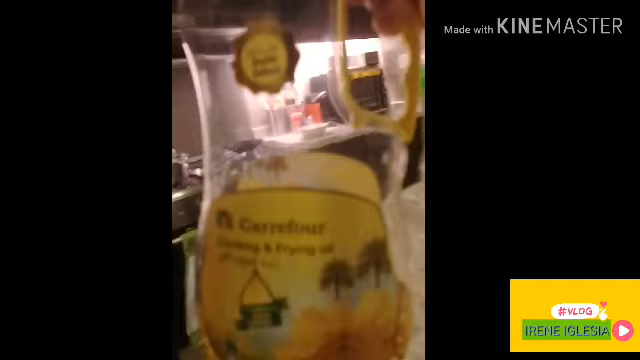 Made with KINEMASTER
Carrefour
Cooking & Frying Oil
#VLOG
IRENE IGLESIA